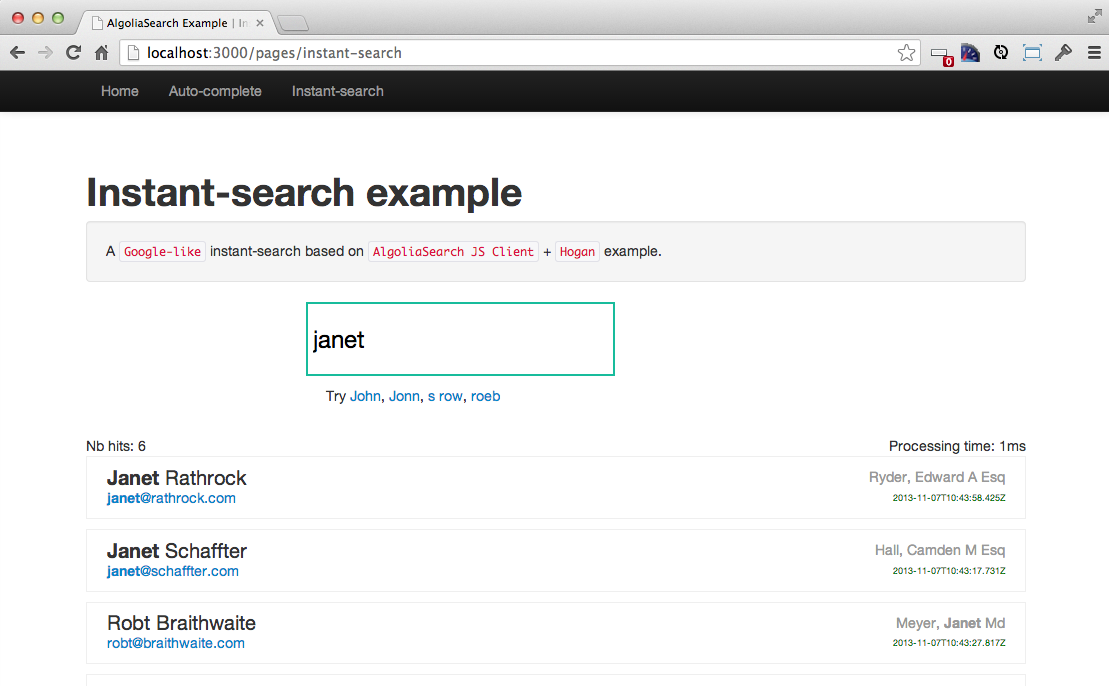 AlgoliaSearch Example | In
localhost:3000/pages/instant-search
0
Home Auto-complete Instant-search
Instant-search example
A Google-like instant-search based on AlgoliaSearch JS Client + Hogan example.
janet
Try John, Jonn, s row, roeb
Nb hits: 6 Processing time: 1ms
Janet Rathrock Ryder, Edward A Esq
janet@rathrock.com 2013-11-07T10:43:58.425Z
Janet Schaffter Hall, Camden M Esq
janet@schaffter.com 2013-11-07T10:43:17.731Z
Robt Braithwaite Meyer, Janet Md
robt@braithwaite.com 2013-11-07T10:43:27.817Z